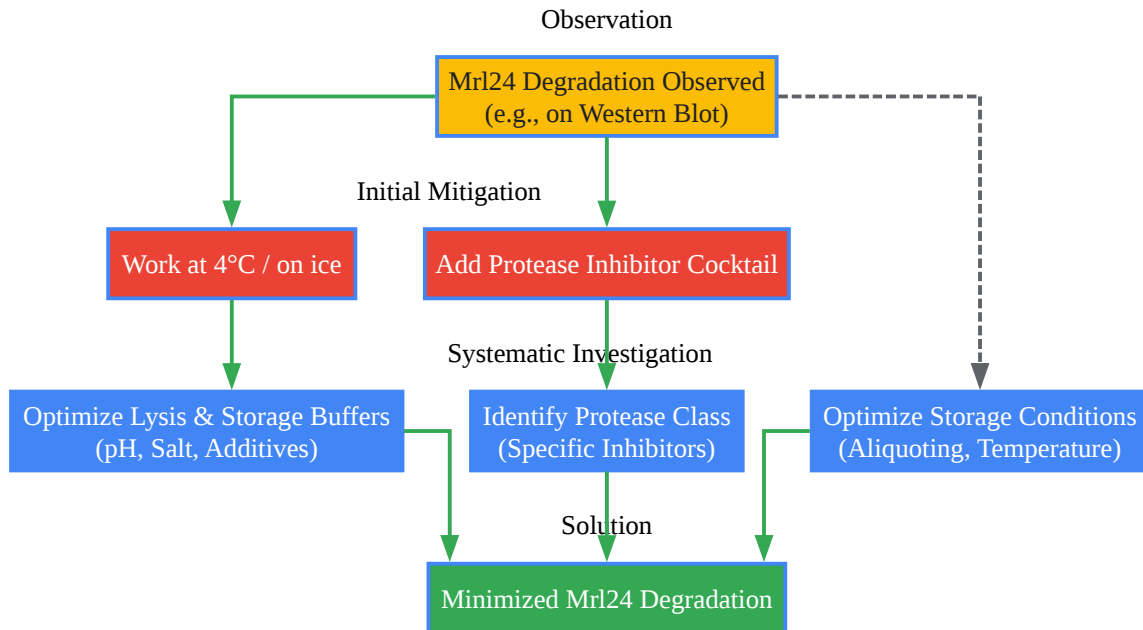 Observation
Mrl24 Degradation Observed
(e.g., on Western Blot)
Initial Mitigation
Work at 4°C / on ice
Add Protease Inhibitor Cocktail
Systematic Investigation
Optimize Lysis & Storage Buffers
(pH, Salt, Additives)
Identify Protease Class
(Specific Inhibitors)
Optimize Storage Conditions
(Aliquoting, Temperature)
Solution
Minimized Mrl24 Degradation